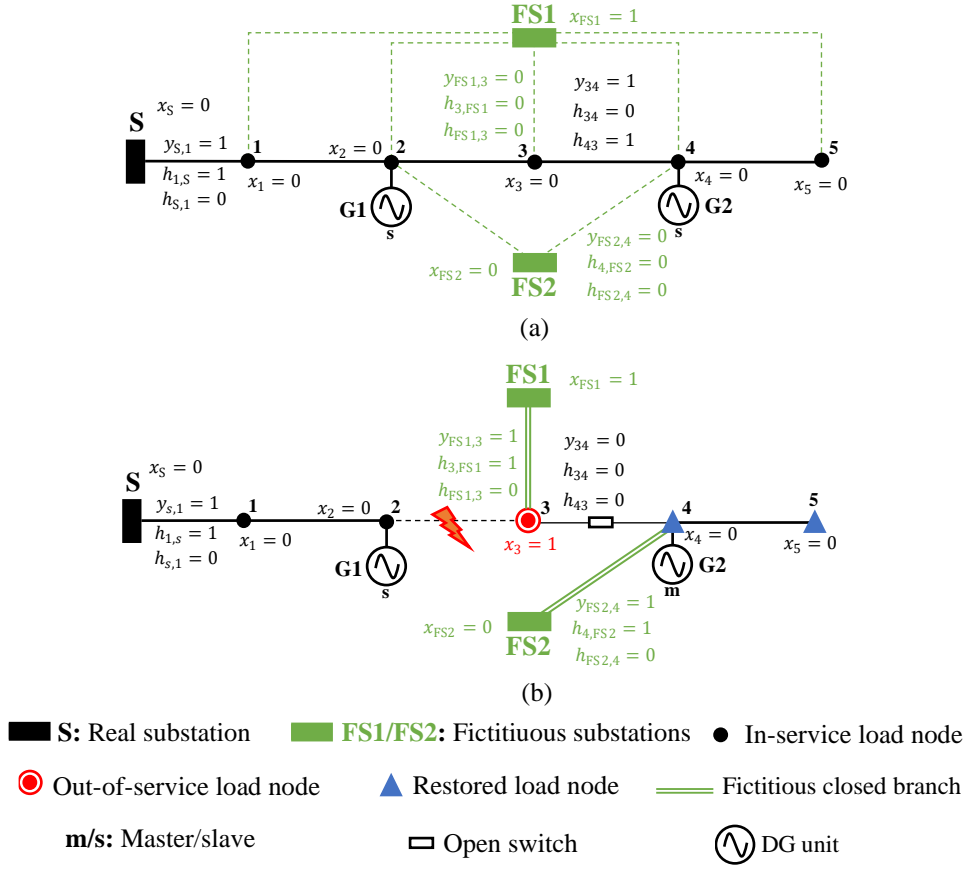 FS1
x_FS1 = 1
x_S = 0
S
y_S,1 = 1
h_1,S = 1
h_S,1 = 0
1
x_1 = 0
x_2 = 0
2
G1
s
y_FS1,3 = 0
h_3,FS1 = 0
h_FS1,3 = 0
3
x_3 = 0
y_34 = 1
h_34 = 0
h_43 = 1
4
x_4 = 0
G2
s
5
x_5 = 0
x_FS2 = 0
FS2
y_FS2,4 = 0
h_4,FS2 = 0
h_FS2,4 = 0
(a)
FS1
x_FS1 = 1
x_S = 0
S
y_s,1 = 1
h_1,s = 1
h_s,1 = 0
1
x_1 = 0
x_2 = 0
2
G1
s
y_FS1,3 = 1
h_3,FS1 = 1
h_FS1,3 = 0
3
x_3 = 1
y_34 = 0
h_34 = 0
h_43 = 0
4
x_4 = 0
G2
m
5
x_5 = 0
x_FS2 = 0
FS2
y_FS2,4 = 1
h_4,FS2 = 1
h_FS2,4 = 0
(b)
S: Real substation
FS1/FS2: Fictitiuous substations
In-service load node
Out-of-service load node
Restored load node
Fictitious closed branch
m/s: Master/slave
Open switch
DG unit